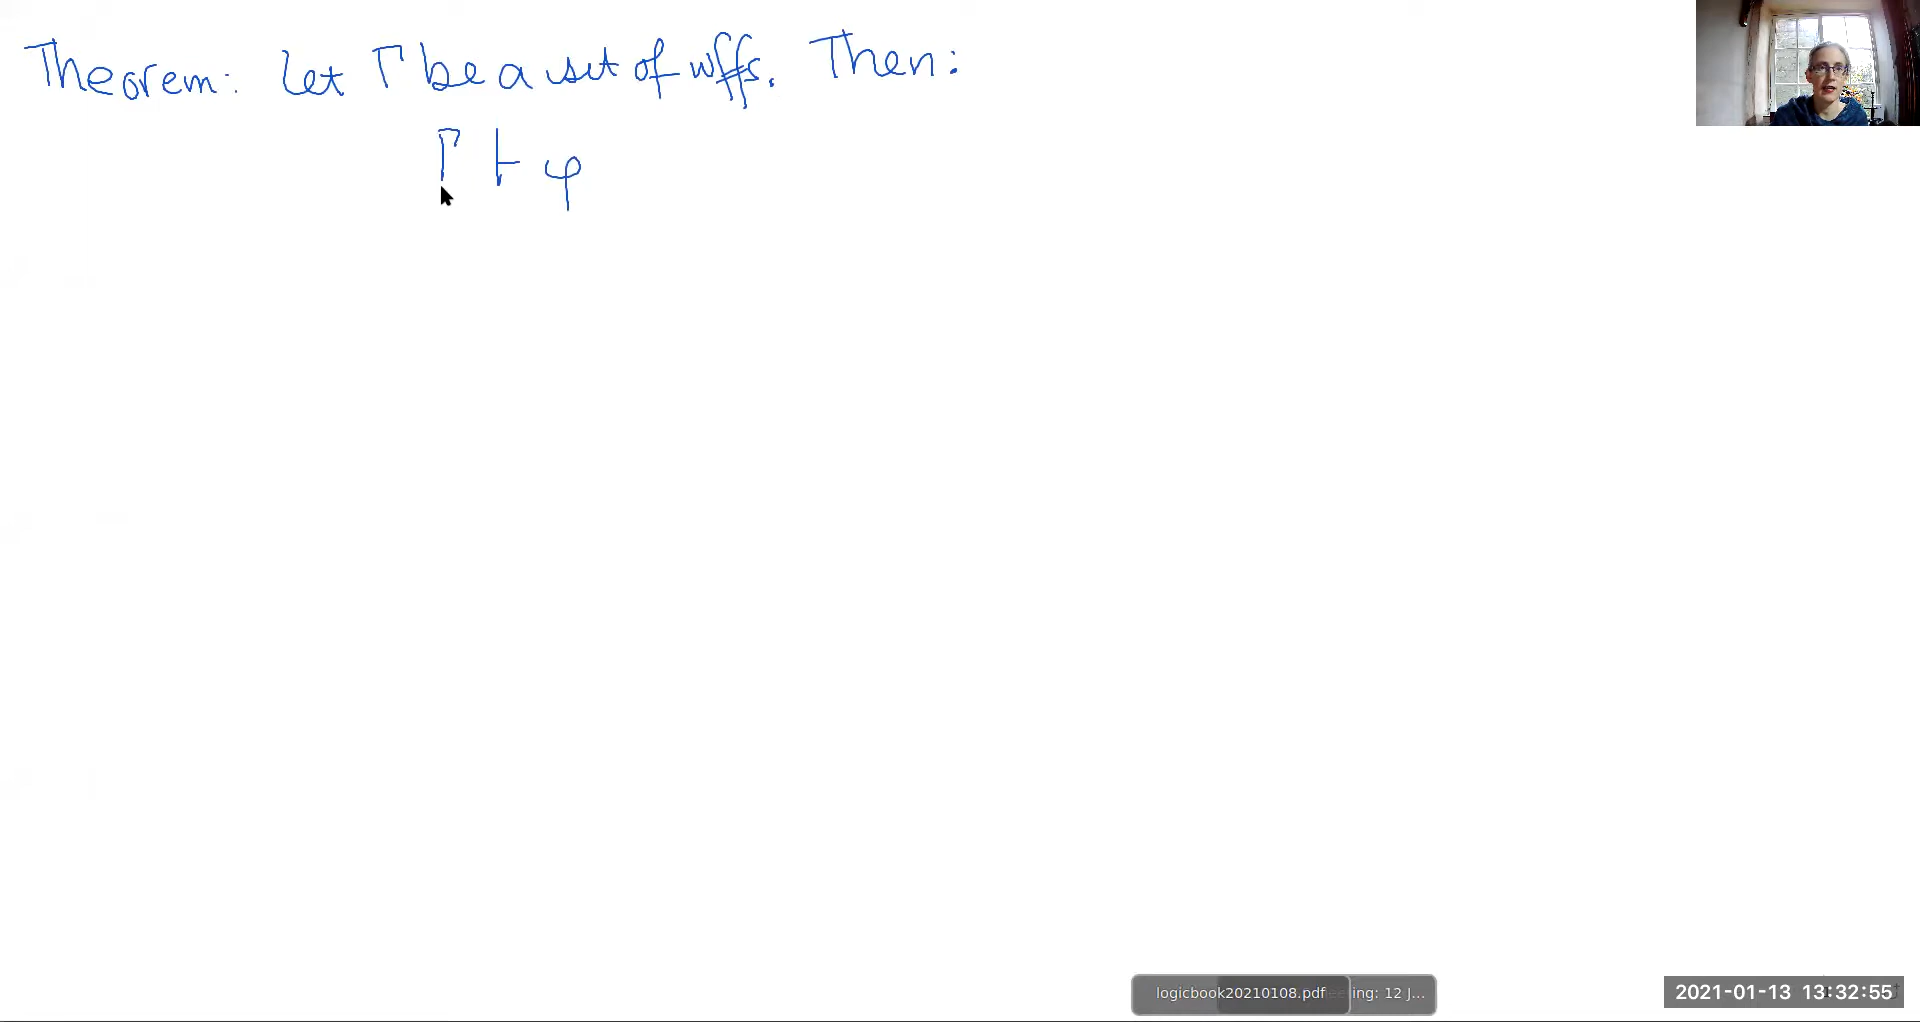 Theorem: Let Γ be a set of wffs. Then:
Γ ⊢ φ
logicbook20210108.pdf ing: 12 J...
2021-01-13 13:32:55